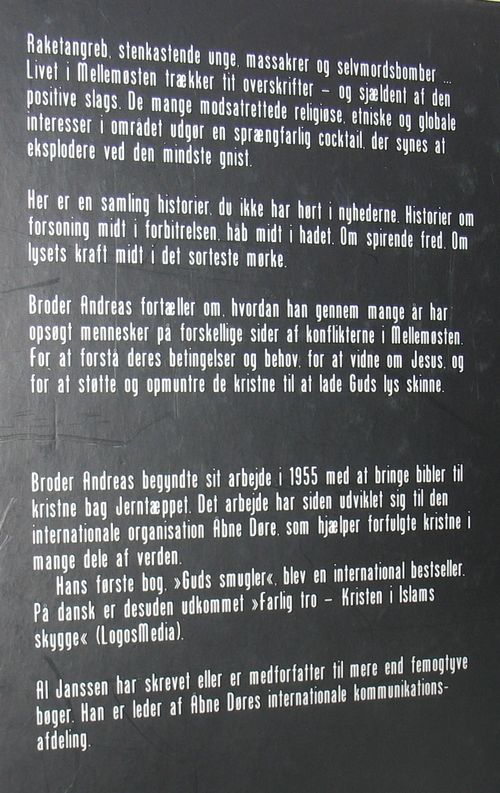 Raketangreb, stenkastende unge, massakrer og selvmordsbomber ...
Livet i Mellemøsten trækker tit overskrifter – og sjældent af den
positive slags. De mange modsatrettede religiøse, etniske og globale
interesser i området udgør en sprængfarlig cocktail, der synes at
eksplodere ved den mindste gnist.
Her er en samling historier, du ikke har hørt i nyhederne. Historier om
forsoning midt i forbitrelsen, håb midt i hadet. Om spirende fred. Om
lysets kraft midt i det sorteste mørke.
Broder Andreas fortæller om, hvordan han gennem mange år har
opsøgt mennesker på forskellige sider af konflikterne i Mellemøsten.
For at forstå deres betingelser og behov, for at vidne om Jesus, og
for at støtte og opmuntre de kristne til at lade Guds lys skinne.
Broder Andreas begyndte sit arbejde i 1955 med at bringe bibler til
kristne bag Jerntæppet. Det arbejde har siden udviklet sig til den
internationale organisation Åbne Døre, som hjælper forfulgte kristne i
mange dele af verden.
Hans første bog, »Guds smugler«, blev en international bestseller.
På dansk er desuden udkommet »Farlig tro – Kristen i Islams
skygge« (LogosMedia).
Al Janssen har skrevet eller er medforfatter til mere end femogtyve
bøger. Han er leder af Åbne Døres internationale kommunikations-
afdeling.